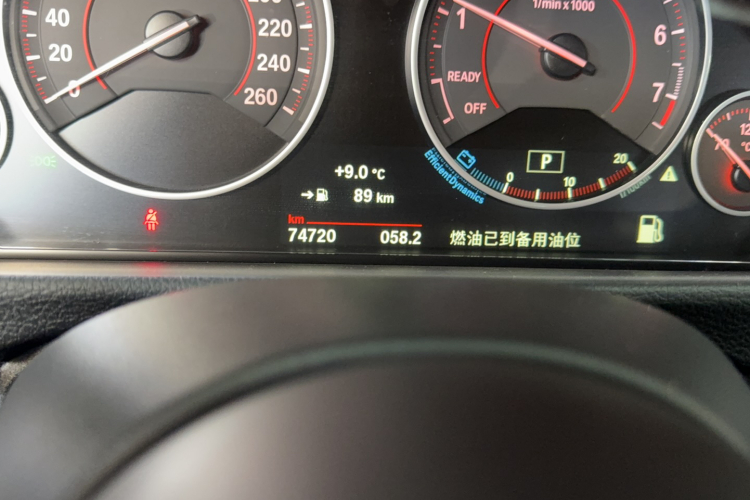 40
20
0
220
240
260
1/min x 1000
1
READY
OFF
6
7
+9.0 °C
89 km
km
74720 058.2
EfficientDynamics
P
0 10 20
燃油已到备用油位
°C